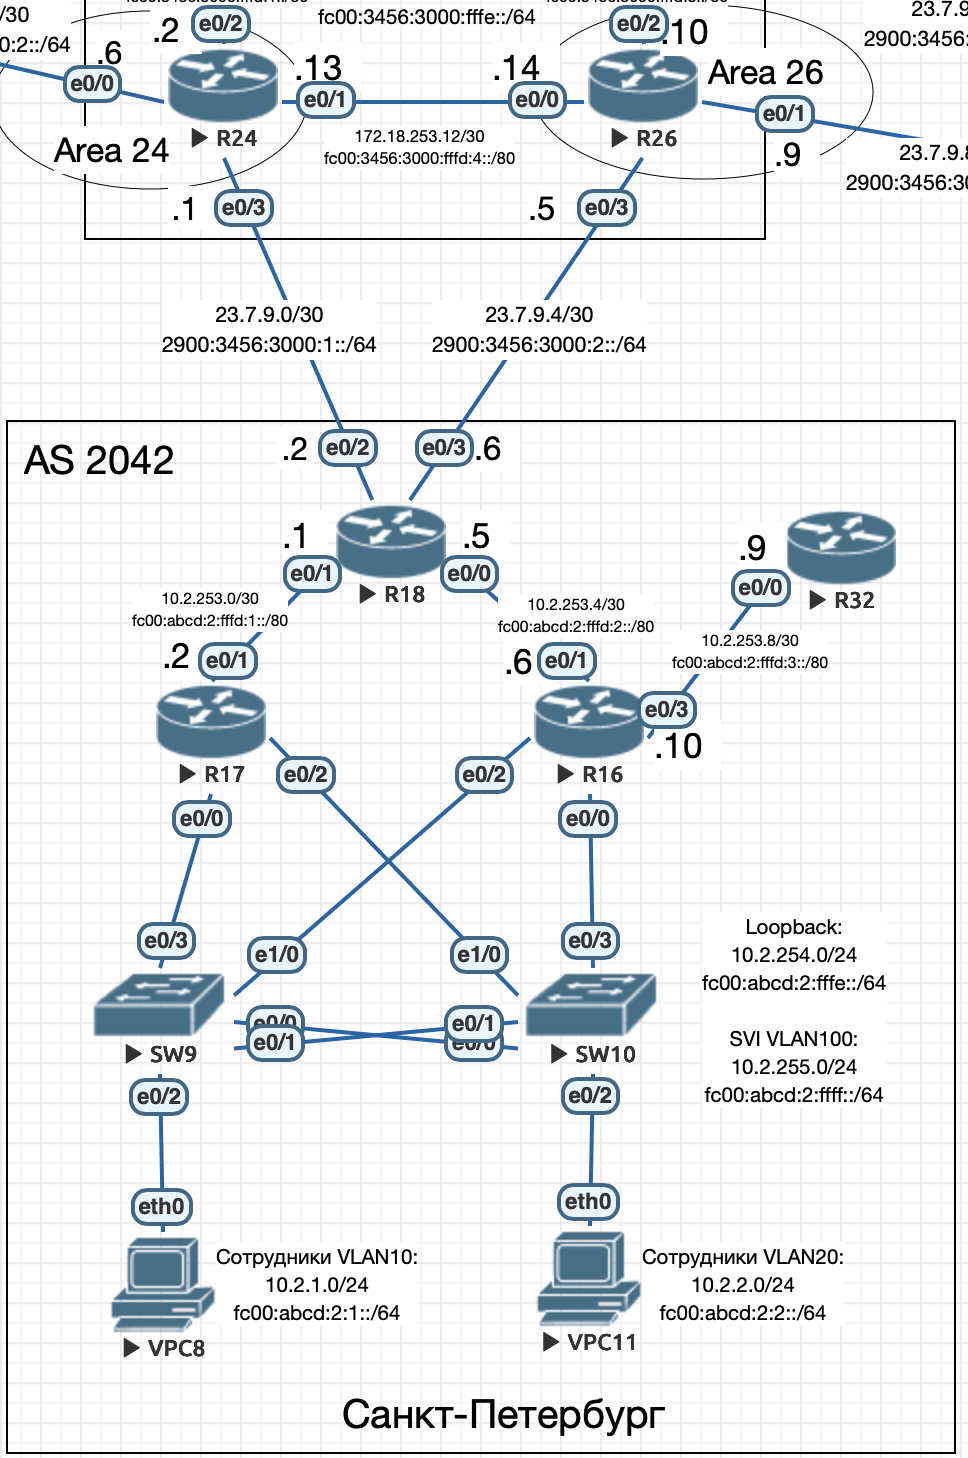 /30
0:2::/64
.6
e0/0
.2
e0/2
fc00:3456:3000:fffe::/64
e0/2
.10
23.7.9
2900:3456:
R24
.13
e0/1
.14
e0/0
R26
Area 26
e0/1
.9
Area 24
172.18.253.12/30
fc00:3456:3000:fffd:4::/80
23.7.9.8
2900:3456:30
.1
e0/3
.5
e0/3
23.7.9.0/30
2900:3456:3000:1::/64
23.7.9.4/30
2900:3456:3000:2::/64
AS 2042
.2
e0/2
e0/3
.6
.1
e0/1
R18
.5
e0/0
.9
e0/0
R32
10.2.253.0/30
fc00:abcd:2:fffd:1::/80
10.2.253.4/30
fc00:abcd:2:fffd:2::/80
10.2.253.8/30
fc00:abcd:2:fffd:3::/80
.2
e0/1
.6
e0/1
e0/3
.10
R17
e0/2
e0/2
R16
e0/0
e0/0
e0/3
e1/0
e1/0
e0/3
Loopback:
10.2.254.0/24
fc00:abcd:2:fffe::/64
e0/0
e0/1
e0/1
e0/0
SW9
SW10
SVI VLAN100:
10.2.255.0/24
fc00:abcd:2:ffff::/64
e0/2
e0/2
eth0
eth0
Сотрудники VLAN10:
10.2.1.0/24
fc00:abcd:2:1::/64
Сотрудники VLAN20:
10.2.2.0/24
fc00:abcd:2:2::/64
VPC8
VPC11
Санкт-Петербург